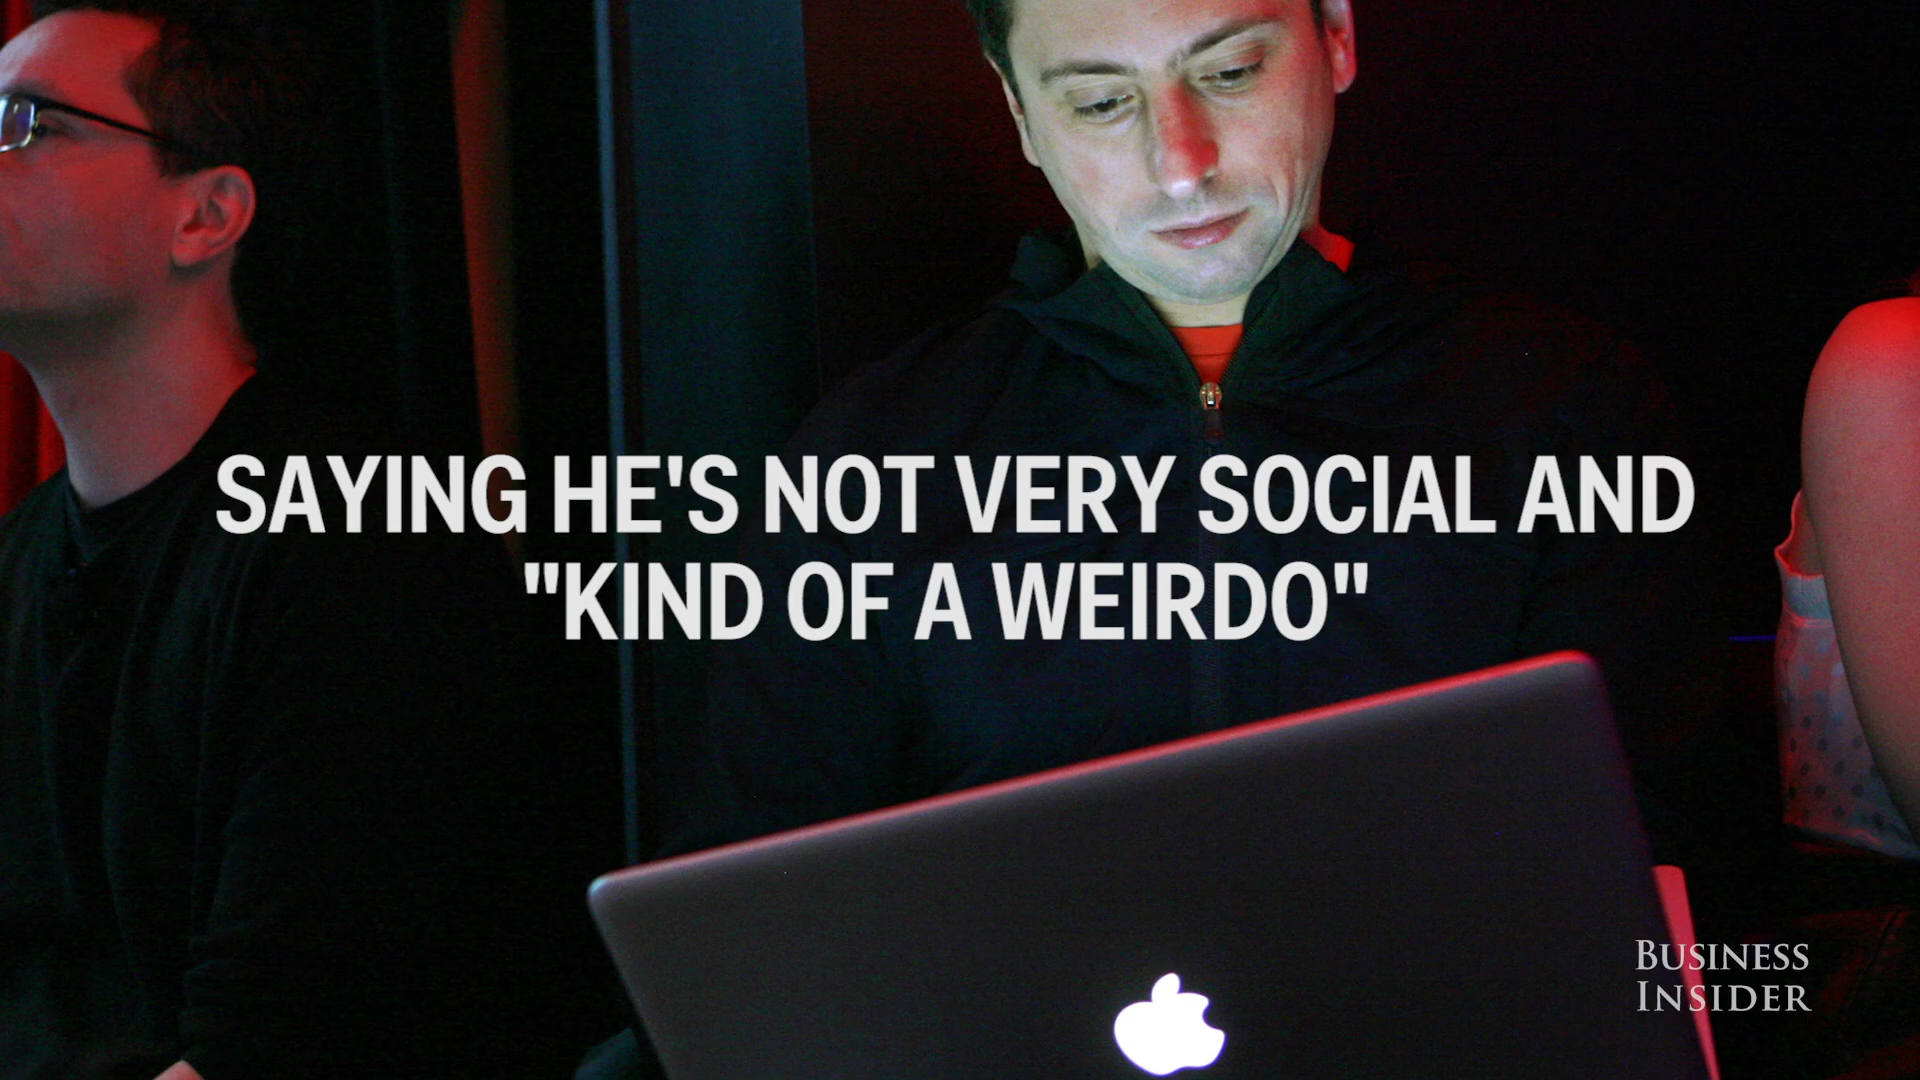 SAYING HE'S NOT VERY SOCIAL AND
"KIND OF A WEIRDO"
BUSINESS
INSIDER